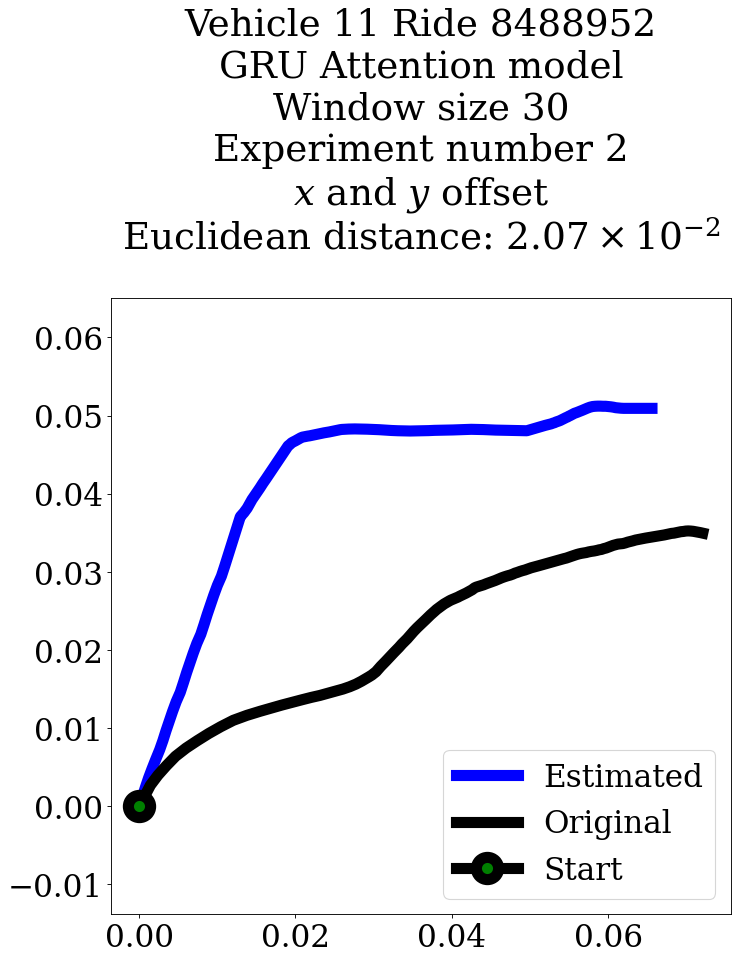 Vehicle 11 Ride 8488952
GRU Attention model
Window size 30
Experiment number 2
x and y offset
Euclidean distance: 2.07 × 10⁻²
0.06
0.05
0.04
0.03
0.02
0.01
0.00
−0.01
Estimated
Original
Start
0.00 0.02 0.04 0.06